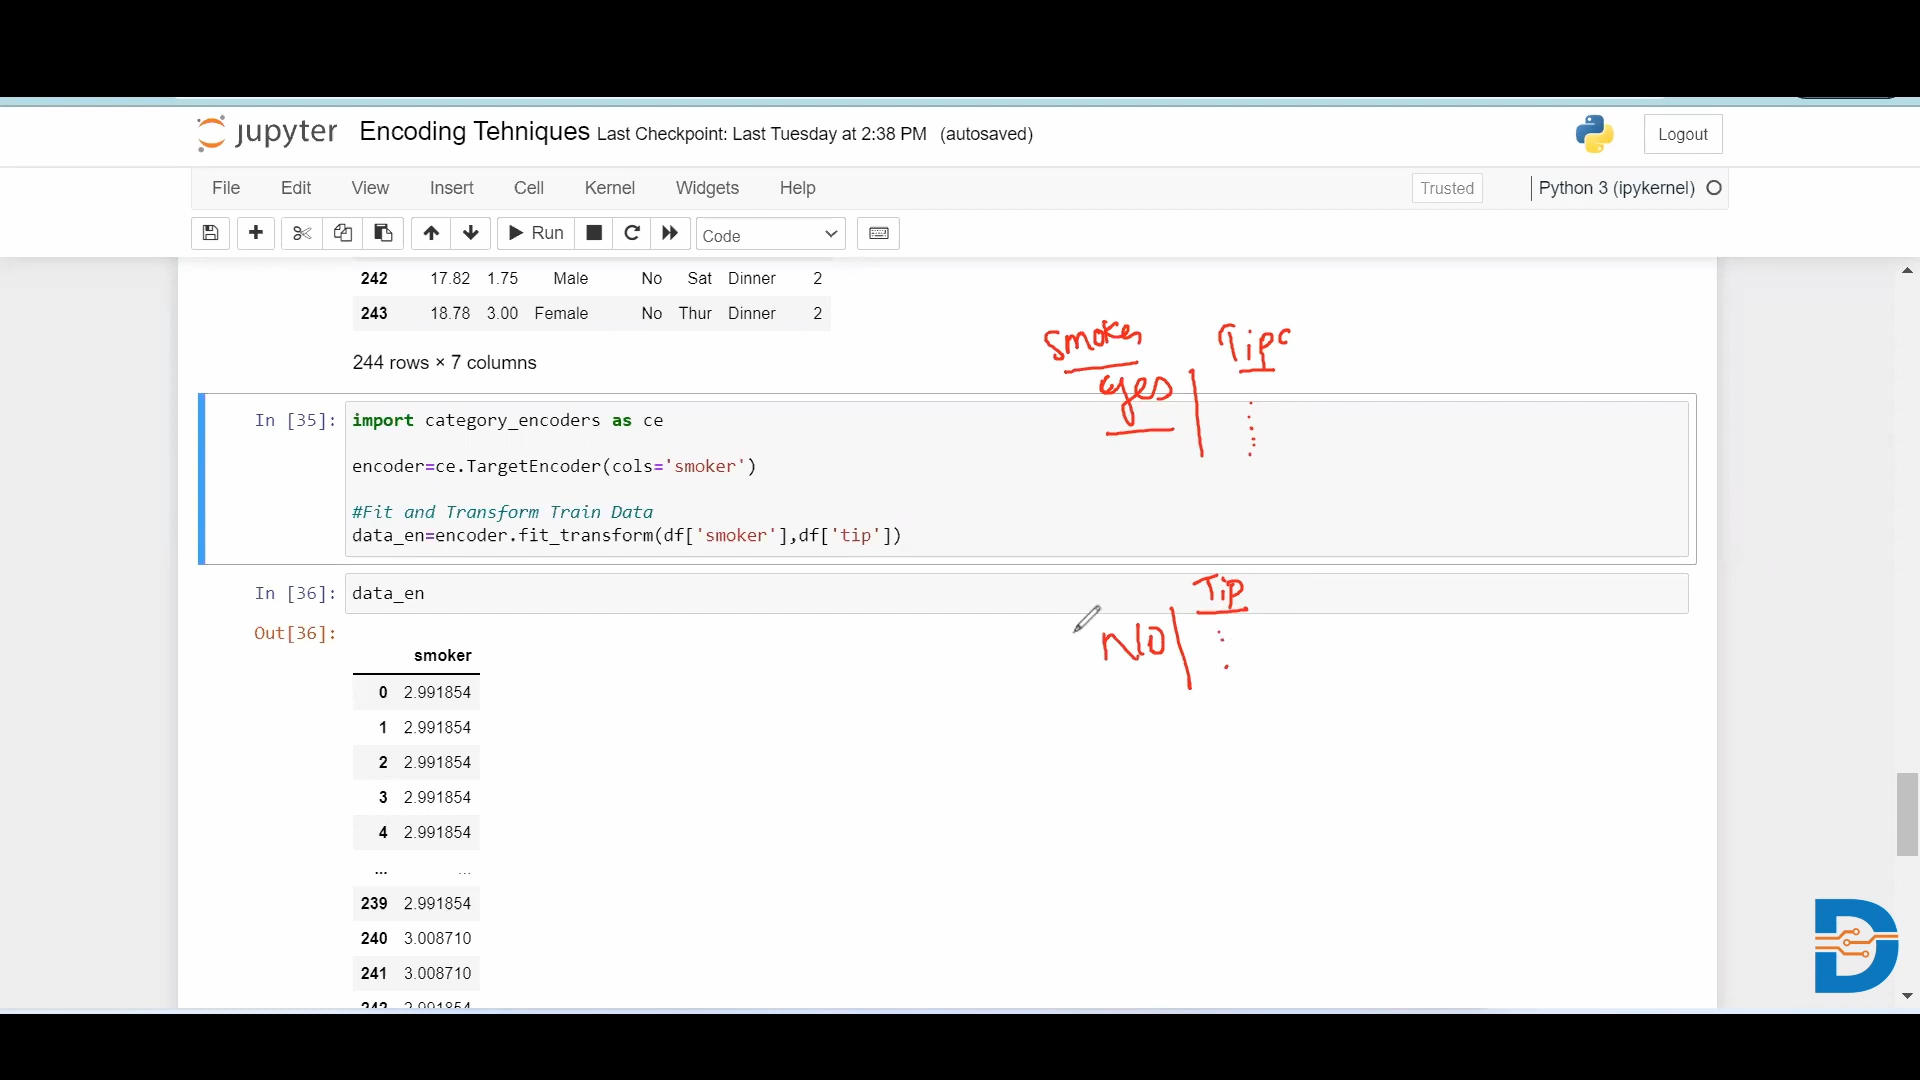 jupyter Encoding Tehniques Last Checkpoint: Last Tuesday at 2:38 PM (autosaved) Logout
File Edit View Insert Cell Kernel Widgets Help Trusted Python 3 (ipykernel)
Run Code
242 17.82 1.75 Male No Sat Dinner 2
243 18.78 3.00 Female No Thur Dinner 2
244 rows × 7 columns
smoker Tip
yes
In [35]: import category_encoders as ce
encoder=ce.TargetEncoder(cols='smoker')
#Fit and Transform Train Data
data_en=encoder.fit_transform(df['smoker'],df['tip'])
In [36]: data_en
Tip
NO
Out[36]:
smoker
0 2.991854
1 2.991854
2 2.991854
3 2.991854
4 2.991854
... ...
239 2.991854
240 3.008710
241 3.008710
242 2.991854